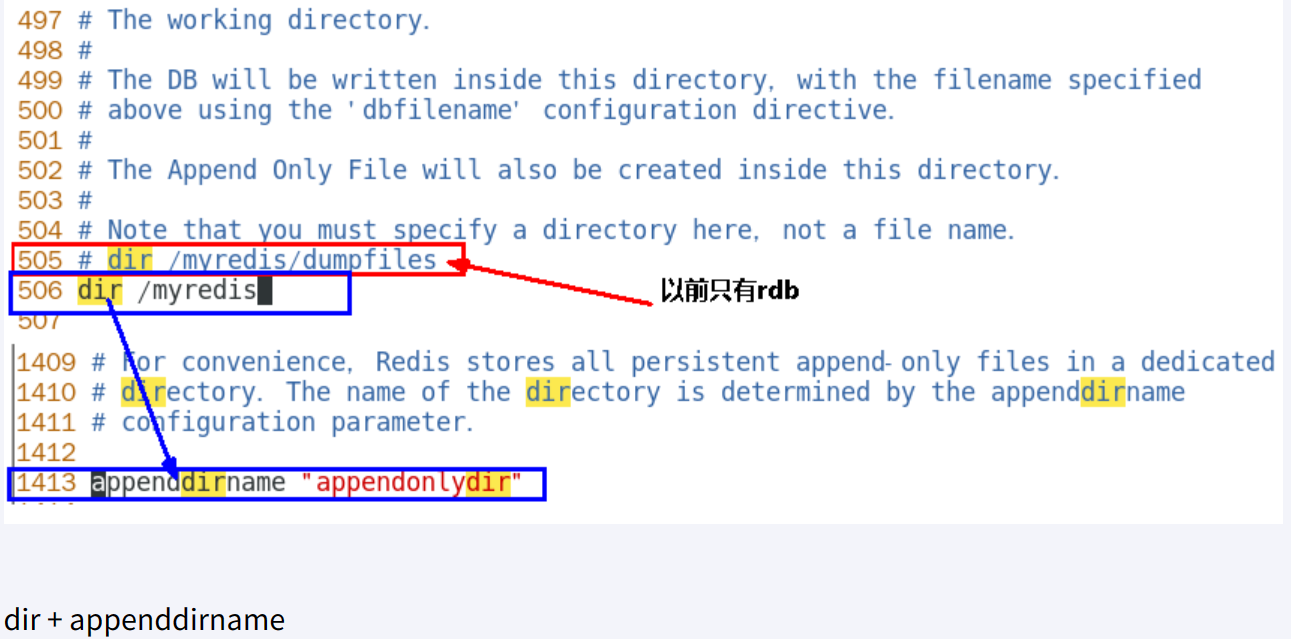 497 # The working directory.
498 #
499 # The DB will be written inside this directory, with the filename specified
500 # above using the 'dbfilename' configuration directive.
501 #
502 # The Append Only File will also be created inside this directory.
503 #
504 # Note that you must specify a directory here, not a file name.
505 # dir /myredis/dumpfiles
506 dir /myredis
以前只有rdb
507
1409 # For convenience, Redis stores all persistent append-only files in a dedicated
1410 # directory. The name of the directory is determined by the appenddirname
1411 # configuration parameter.
1412
1413 appenddirname "appendonlydir"
dir + appenddirname